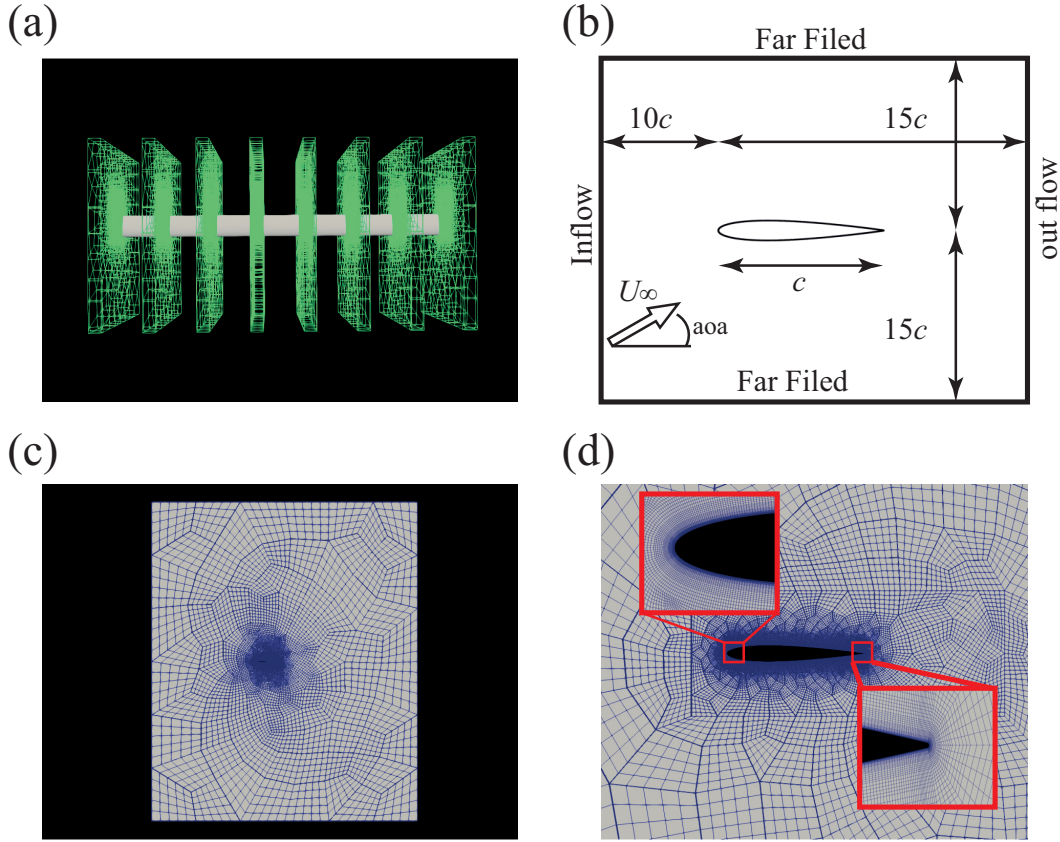 (a)
(b)
Far Filed
10c
15c
Inflow
out flow
c
U∞
aoa
15c
Far Filed
(c)
(d)